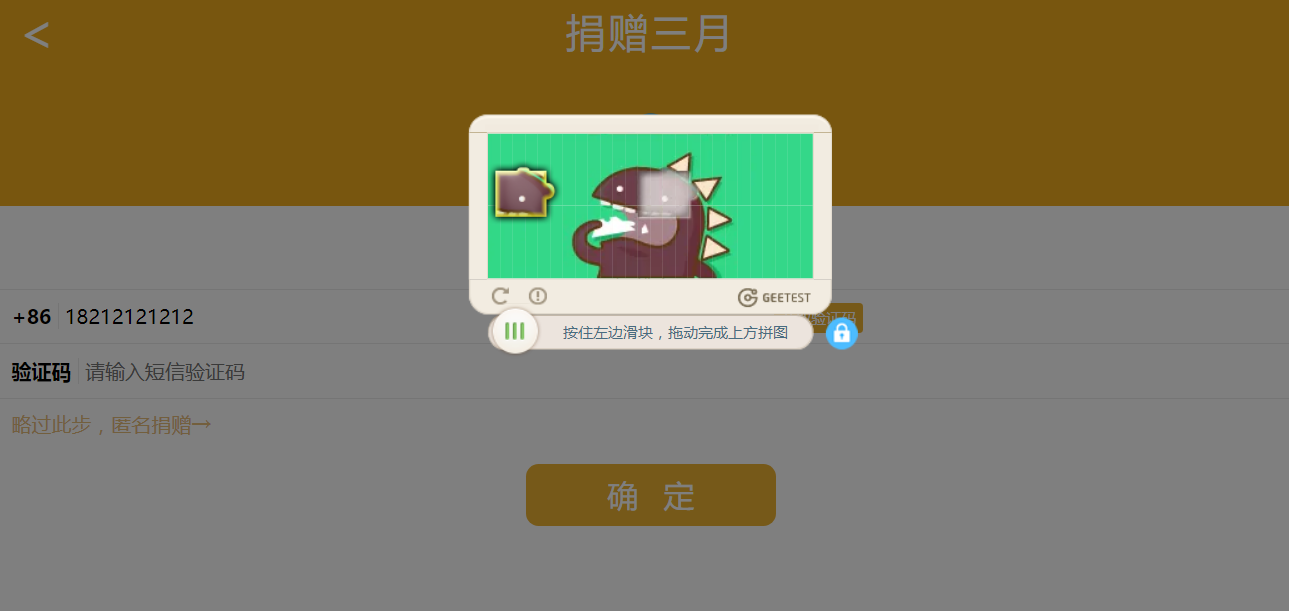 <
捐赠三月
GEETEST
+86 18212121212
验证码
按住左边滑块，拖动完成上方拼图
验证码 请输入短信验证码
略过此步，匿名捐赠→
确 定